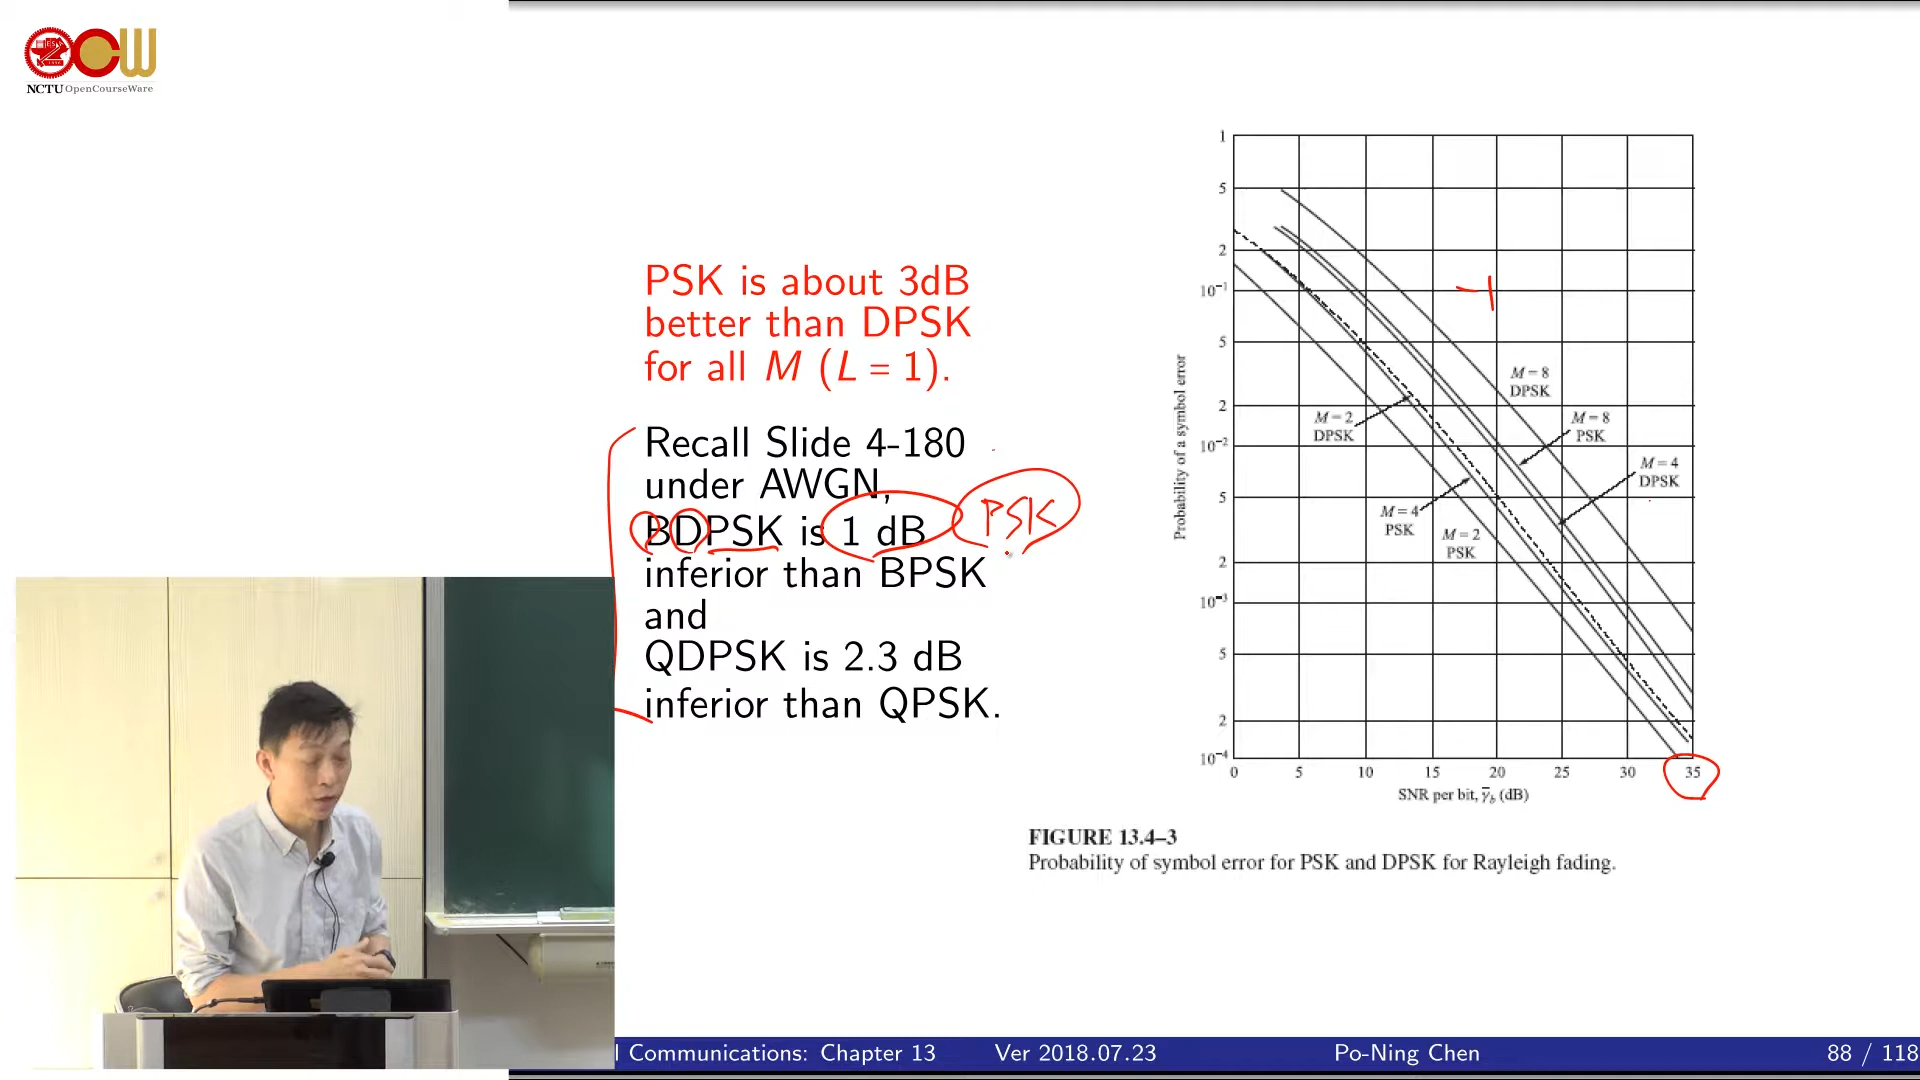 NCTU OpenCourseWare
PSK is about 3dB
better than DPSK
for all M (L = 1).
Recall Slide 4-180
under AWGN,
BDPSK is 1 dB
PSK
inferior than BPSK
and
QDPSK is 2.3 dB
inferior than QPSK.
1
5
2
10⁻¹
5
2
10⁻²
5
2
10⁻³
5
2
10⁻⁴
Probability of a symbol error
M = 8
DPSK
M = 2
DPSK
M = 8
PSK
M = 4
DPSK
M = 4
PSK
M = 2
PSK
0 5 10 15 20 25 30 35
SNR per bit, γ̄b (dB)
FIGURE 13.4–3
Probability of symbol error for PSK and DPSK for Rayleigh fading.
l Communications: Chapter 13 Ver 2018.07.23 Po-Ning Chen 88 / 118